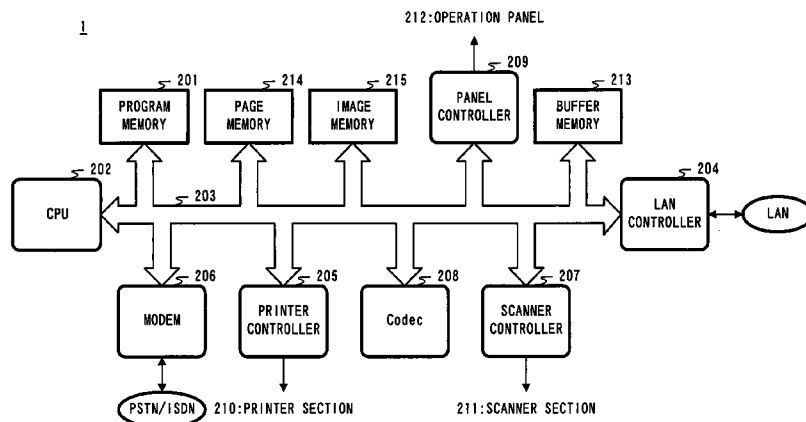 212:OPERATION PANEL
1
201
214
215
209
213
PROGRAM
MEMORY
PAGE
MEMORY
IMAGE
MEMORY
PANEL
CONTROLLER
BUFFER
MEMORY
202
203
204
CPU
LAN
CONTROLLER
LAN
206
205
208
207
MODEM
PRINTER
CONTROLLER
Codec
SCANNER
CONTROLLER
PSTN/ISDN
210:PRINTER SECTION
211:SCANNER SECTION